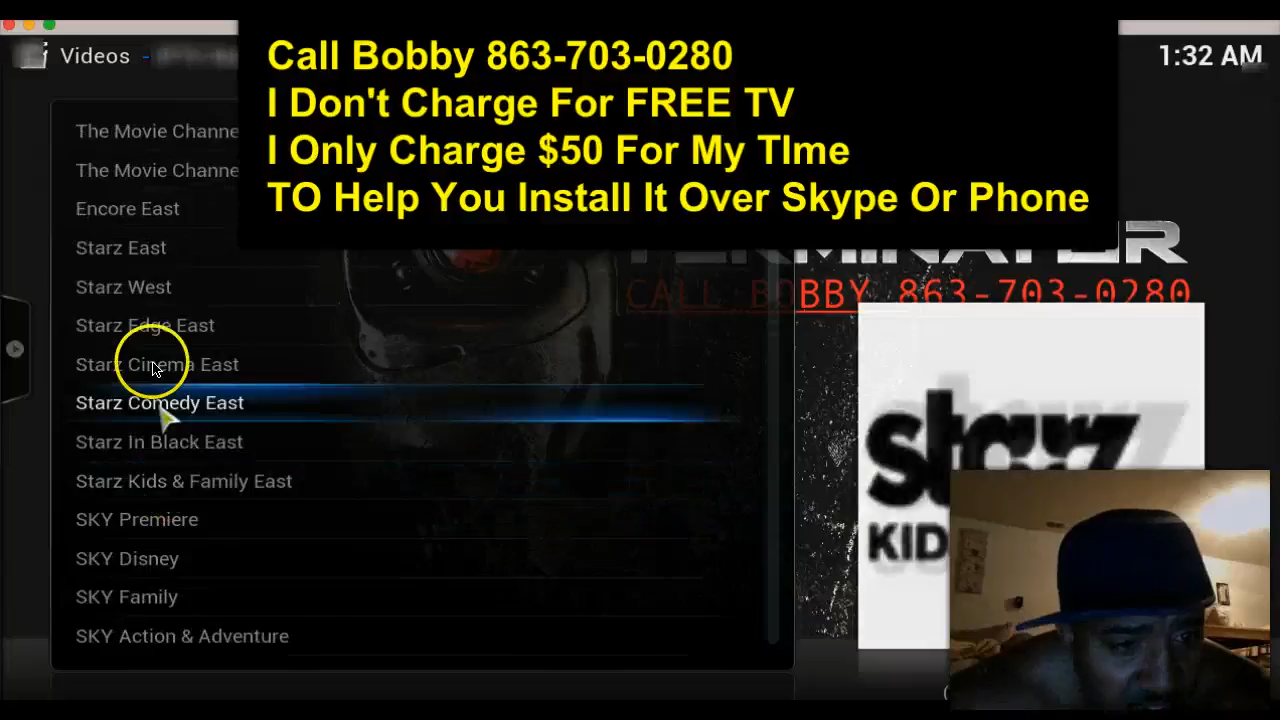 Call Bobby 863-703-0280
I Don't Charge For FREE TV
I Only Charge $50 For My TIme
TO Help You Install It Over Skype Or Phone
Videos -
1:32 AM
The Movie Channe
The Movie Channe
Encore East
Starz East
Starz West
Starz Edge East
Starz Cinema East
Starz Comedy East
Starz In Black East
Starz Kids & Family East
SKY Premiere
SKY Disney
SKY Family
SKY Action & Adventure
TERMINATOR
CALL BOBBY 863-703-0280
starz
KID